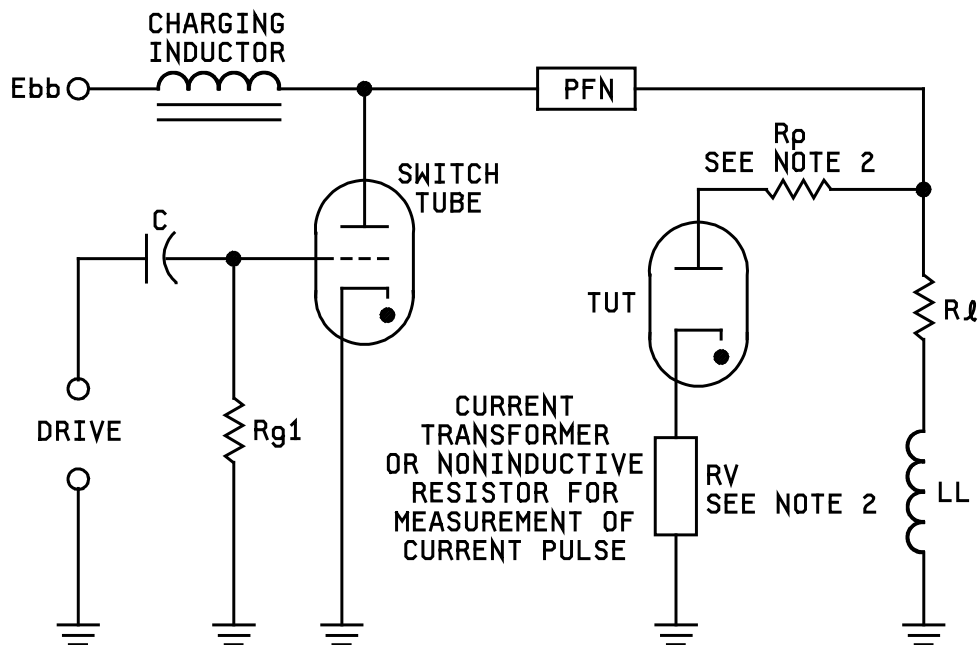 CHARGING
INDUCTOR
Ebb
PFN
Rp
SEE NOTE 2
SWITCH
TUBE
C
TUT
Rℓ
DRIVE
Rg1
CURRENT
TRANSFORMER
OR NONINDUCTIVE
RESISTOR FOR
MEASUREMENT OF
CURRENT PULSE
RV
SEE NOTE 2
LL